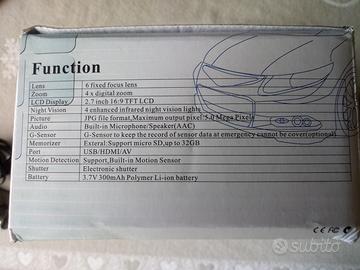 Function
Lens 6 fixed focus lens
Zoom 4 x digital zoom
LCD Display 2.7 inch 16:9 TFT LCD
Night Vision 4 enhanced infrared night vision lights
Picture JPG file format,Maximum output pixel:5.0 Mega Pixels
Audio Built-in Microphone/Speaker(AAC)
G-Sensor G-Sensor to keep the record of sensor data at emergency cannot be cover(optional)
Memorizer Exteral: Support micro SD,up to 32GB
Port USB/HDMI/AV
Motion Detection Support,Built-in Motion Sensor
Shutter Electronic shutter
Battery 3.7V 300mAh Polymer Li-ion battery
CE FC
subito